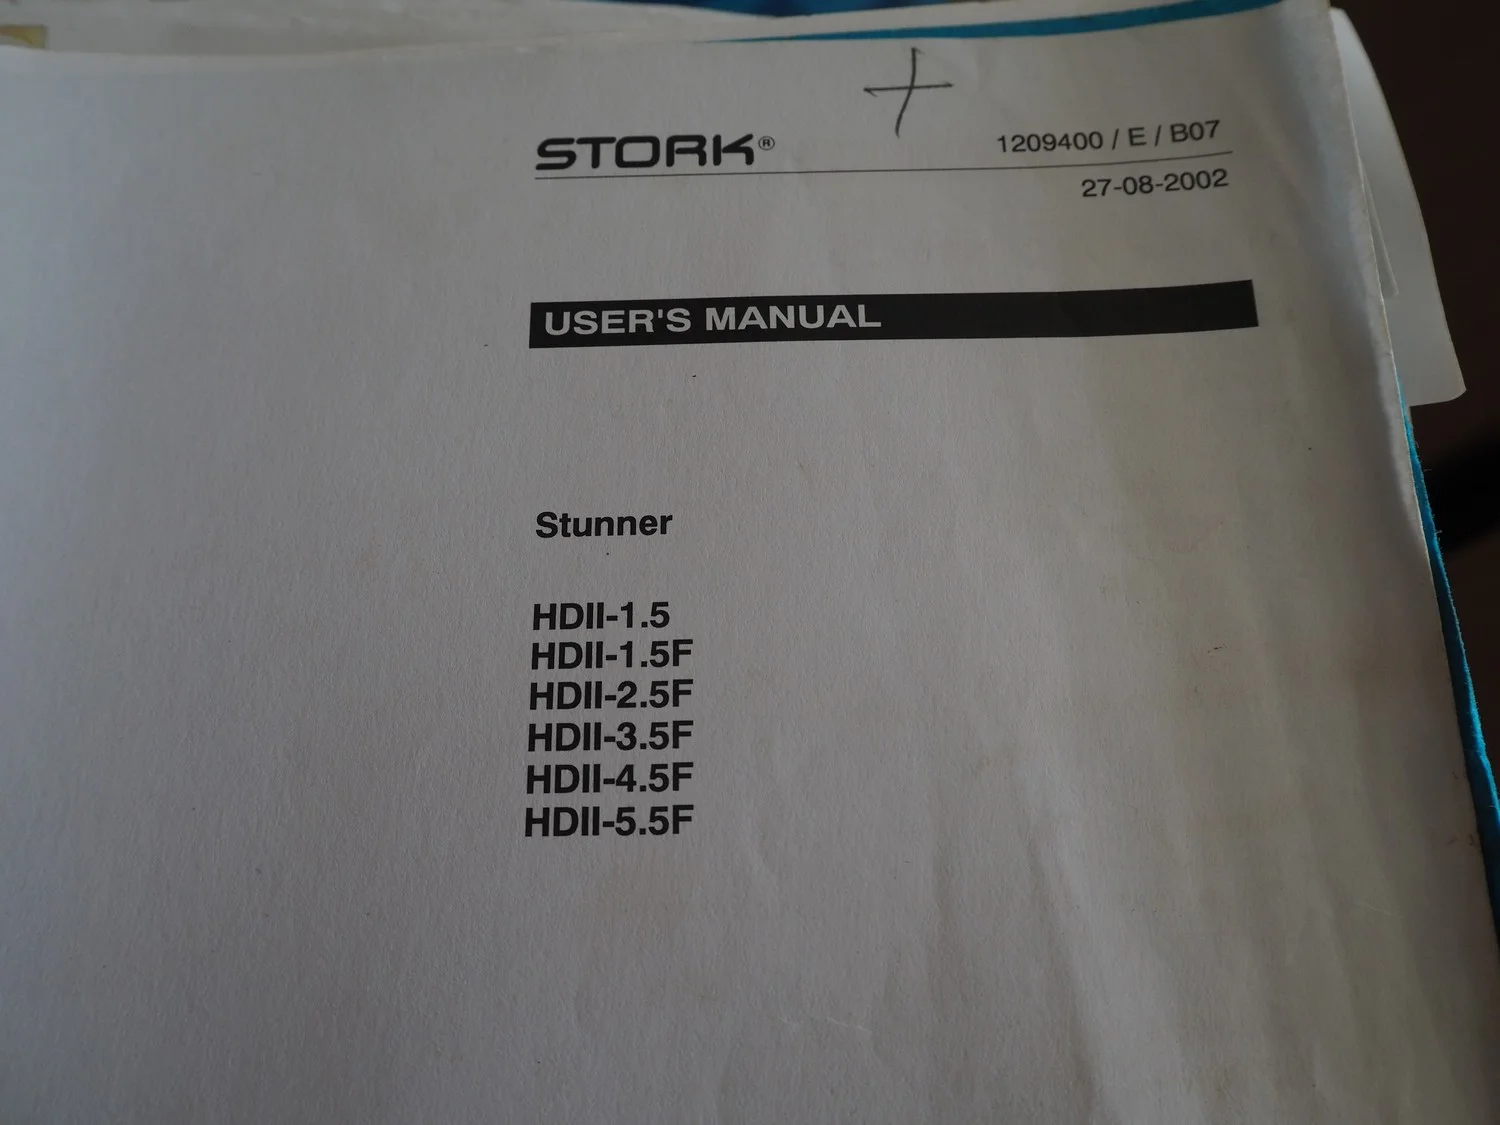 STORK®
1209400 / E / B07
27-08-2002
USER'S MANUAL
Stunner
HDII-1.5
HDII-1.5F
HDII-2.5F
HDII-3.5F
HDII-4.5F
HDII-5.5F